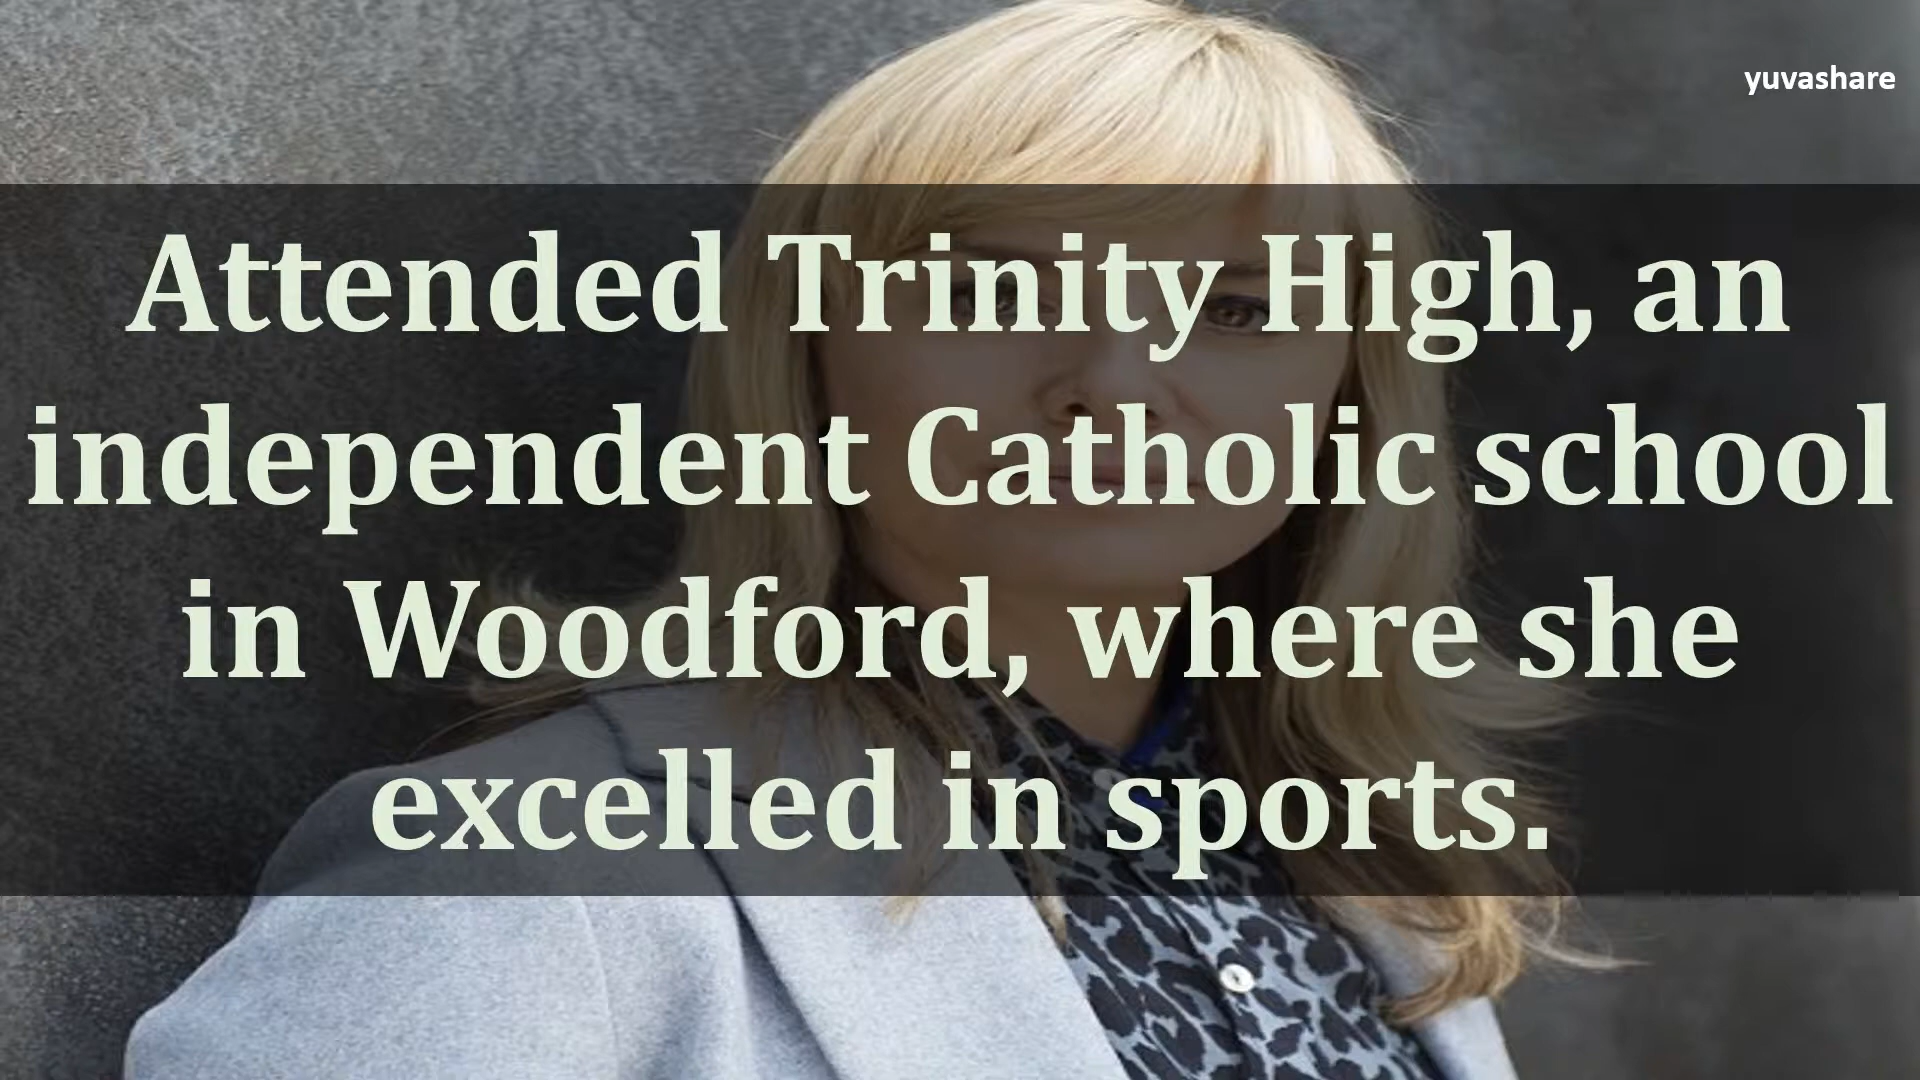 yuvashare
Attended Trinity High, an
independent Catholic school
in Woodford, where she
excelled in sports.